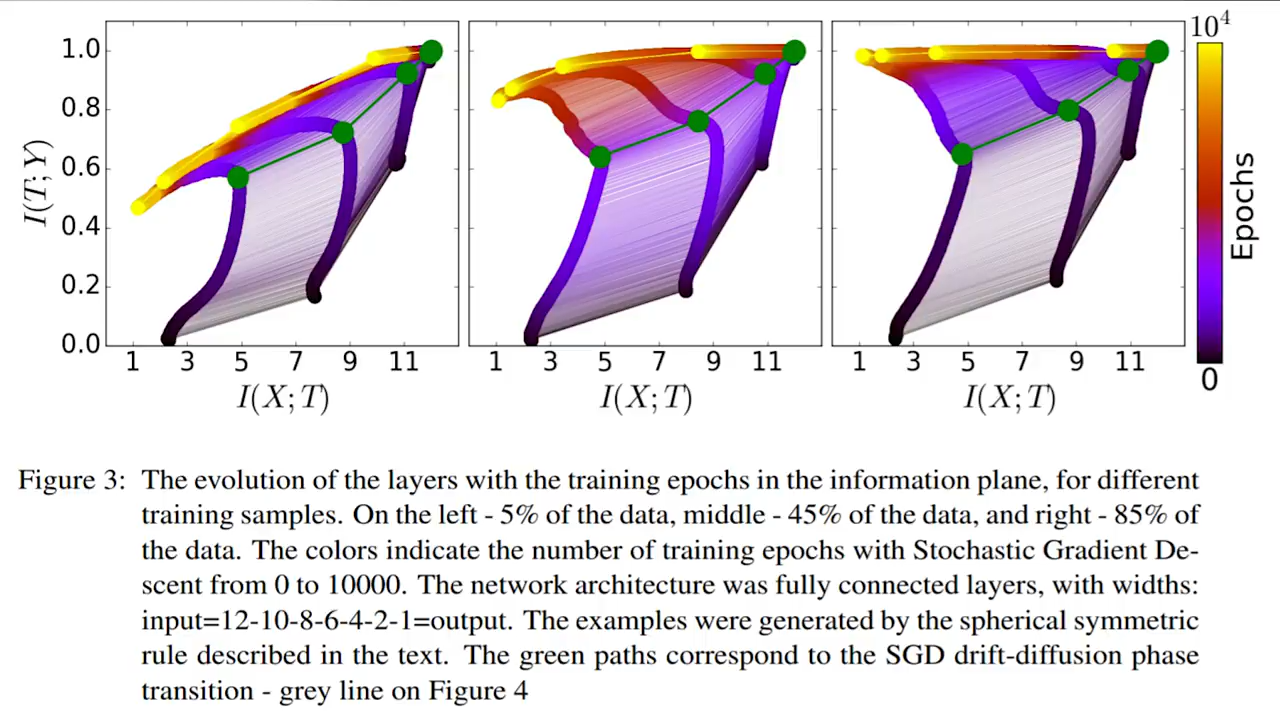 10⁴
1.0
0.8
0.6
0.4
0.2
0.0
I(T;Y)
1 3 5 7 9 11
1 3 5 7 9 11
1 3 5 7 9 11
I(X;T)
I(X;T)
I(X;T)
Epochs
0
Figure 3: The evolution of the layers with the training epochs in the information plane, for different
training samples. On the left - 5% of the data, middle - 45% of the data, and right - 85% of
the data. The colors indicate the number of training epochs with Stochastic Gradient De-
scent from 0 to 10000. The network architecture was fully connected layers, with widths:
input=12-10-8-6-4-2-1=output. The examples were generated by the spherical symmetric
rule described in the text. The green paths correspond to the SGD drift-diffusion phase
transition - grey line on Figure 4